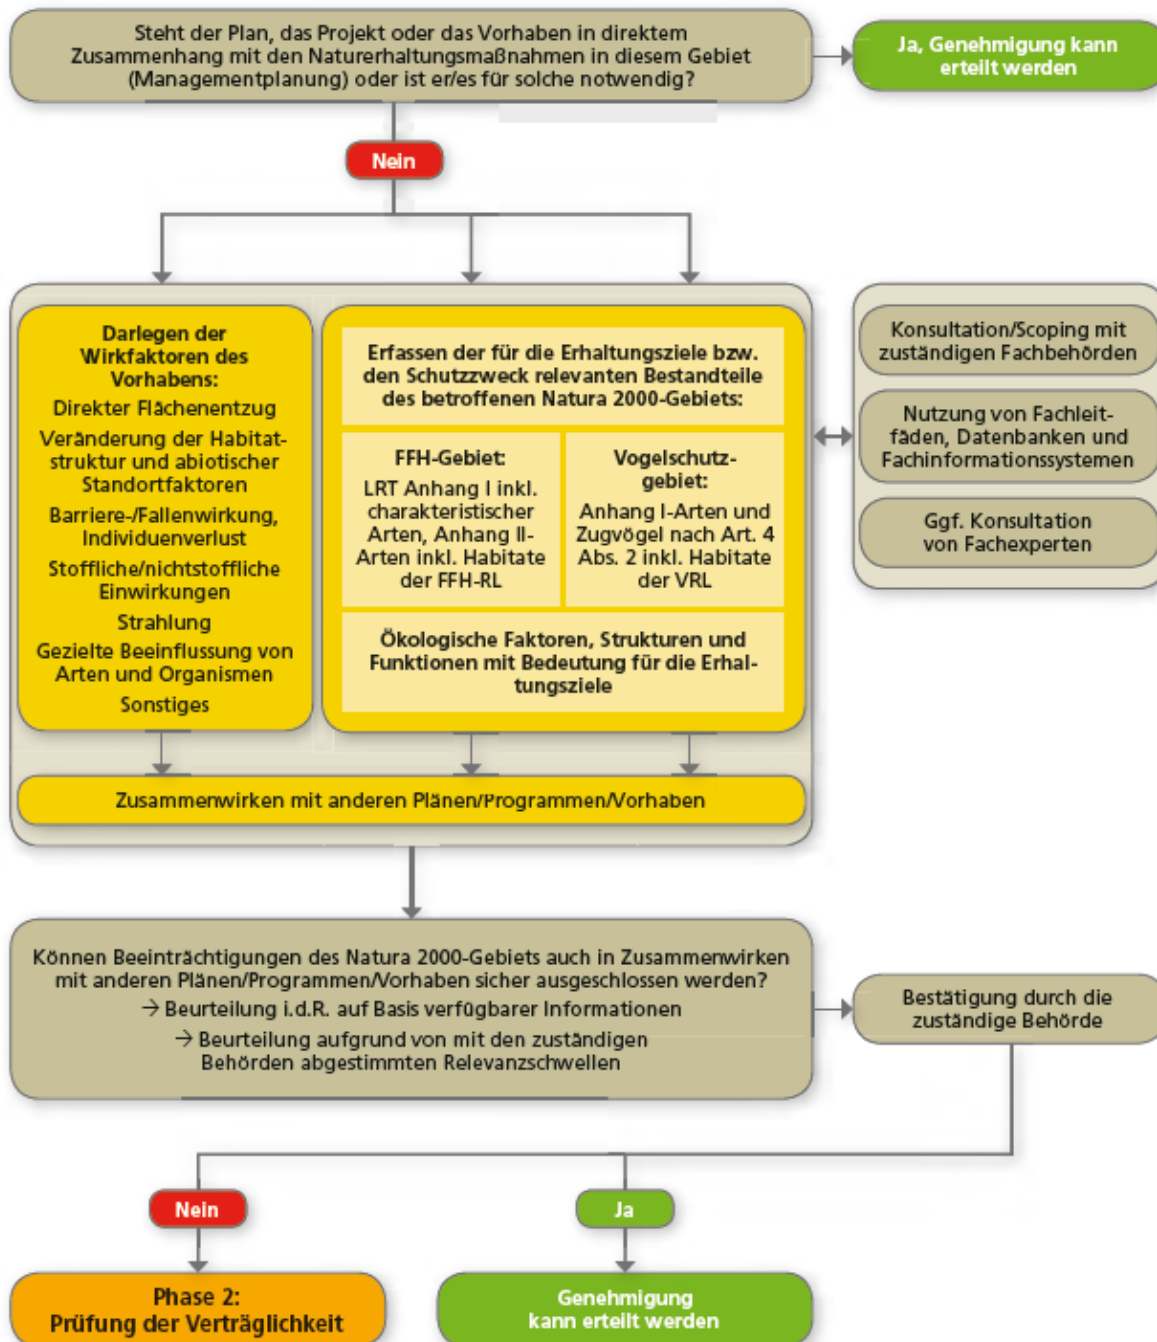 Steht der Plan, das Projekt oder das Vorhaben in direktem
Zusammenhang mit den Naturerhaltungsmaßnahmen in diesem Gebiet
(Managementplanung) oder ist er/es für solche notwendig?
Ja, Genehmigung kann
erteilt werden
Nein
Darlegen der
Wirkfaktoren des
Vorhabens:
Direkter Flächenentzug
Veränderung der Habitat-
struktur und abiotischer
Standortfaktoren
Barriere-/Fallenwirkung,
Individuenverlust
Stoffliche/nichtstoffliche
Einwirkungen
Strahlung
Gezielte Beeinflussung von
Arten und Organismen
Sonstiges
Erfassen der für die Erhaltungsziele bzw.
den Schutzzweck relevanten Bestandteile
des betroffenen Natura 2000-Gebiets:
FFH-Gebiet:
LRT Anhang I inkl.
charakteristischer
Arten, Anhang II-
Arten inkl. Habitate
der FFH-RL
Vogelschutz-
gebiet:
Anhang I-Arten und
Zugvögel nach Art. 4
Abs. 2 inkl. Habitate
der VRL
Ökologische Faktoren, Strukturen und
Funktionen mit Bedeutung für die Erhal-
tungsziele
Konsultation/Scoping mit
zuständigen Fachbehörden
Nutzung von Fachleit-
fäden, Datenbanken und
Fachinformationssystemen
Ggf. Konsultation
von Fachexperten
Zusammenwirken mit anderen Plänen/Programmen/Vorhaben
Können Beeinträchtigungen des Natura 2000-Gebiets auch in Zusammenwirken
mit anderen Plänen/Programmen/Vorhaben sicher ausgeschlossen werden?
→ Beurteilung i.d.R. auf Basis verfügbarer Informationen
→ Beurteilung aufgrund von mit den zuständigen
Behörden abgestimmten Relevanzschwellen
Bestätigung durch die
zuständige Behörde
Nein
Ja
Phase 2:
Prüfung der Verträglichkeit
Genehmigung
kann erteilt werden